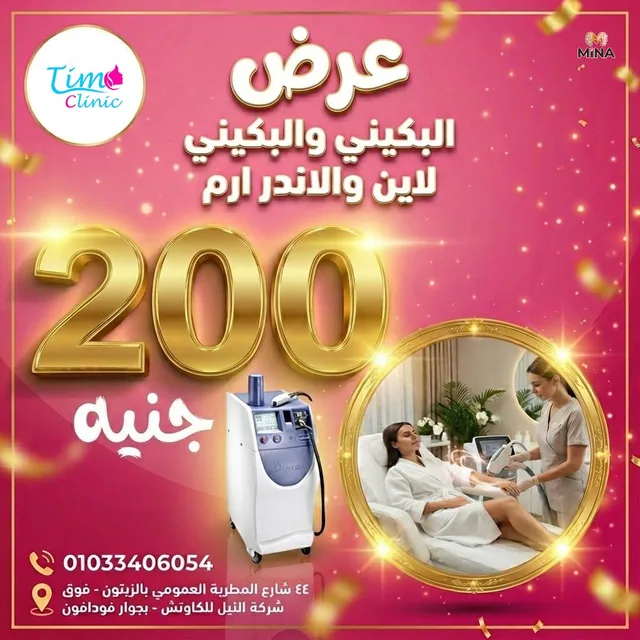 Time
Clinic
MiNA
عرض
البكيني والبكيني
لاين والاندر ارم
200
جنيه
01033406054
٤٤ شارع المطرية العمومي بالزيتون - فوق
شركة النيل للكاوتش - بجوار فودافون